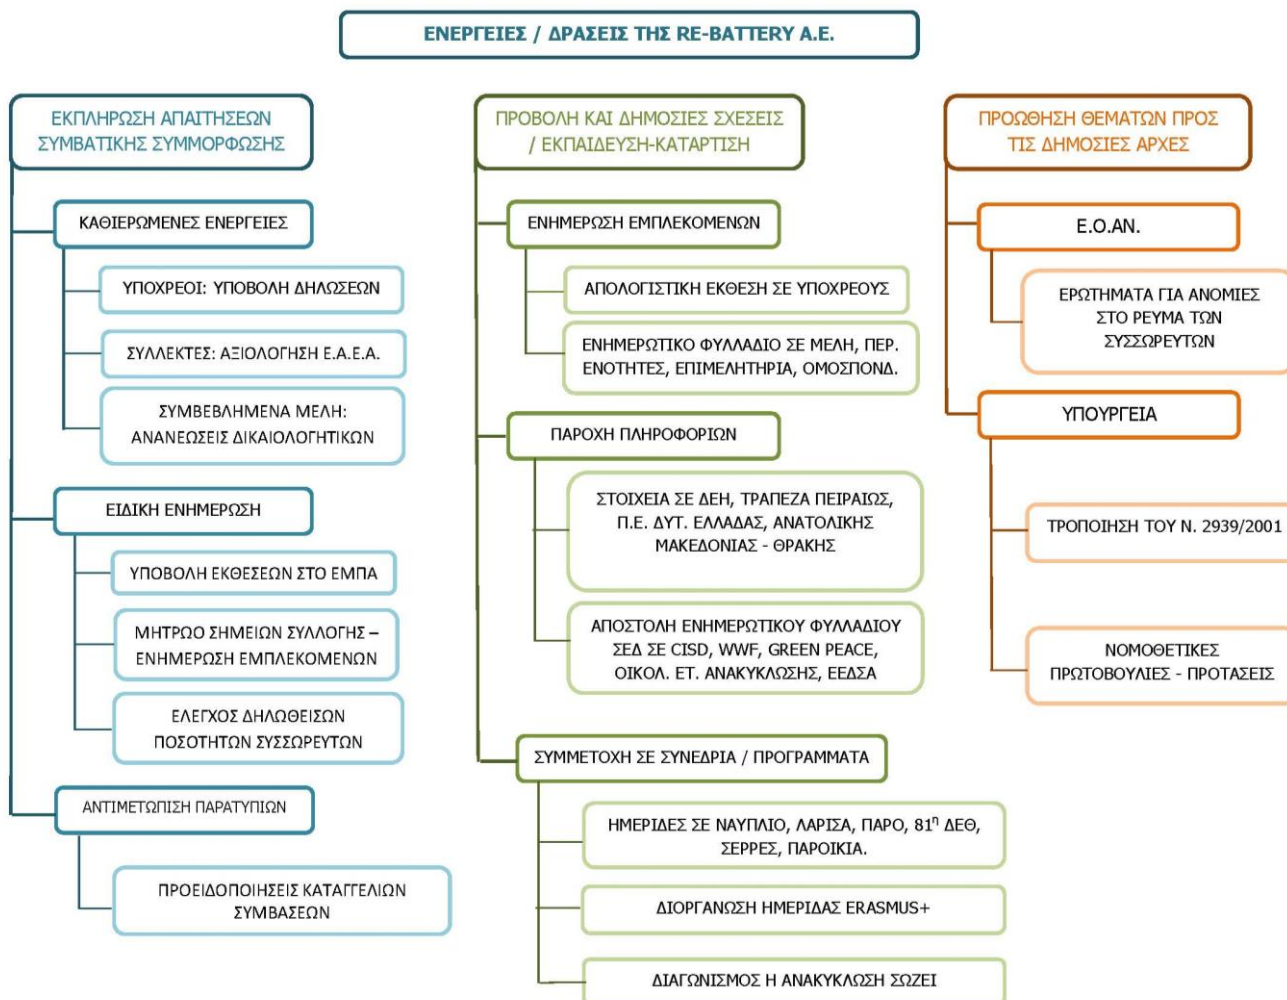 ΕΝΕΡΓΕΙΕΣ / ΔΡΑΣΕΙΣ ΤΗΣ RE-BATTERY Α.Ε.
ΕΚΠΛΗΡΩΣΗ ΑΠΑΙΤΗΣΕΩΝ
ΣΥΜΒΑΤΙΚΗΣ ΣΥΜΜΟΡΦΩΣΗΣ
ΚΑΘΙΕΡΩΜΕΝΕΣ ΕΝΕΡΓΕΙΕΣ
ΥΠΟΧΡΕΟΙ: ΥΠΟΒΟΛΗ ΔΗΛΩΣΕΩΝ
ΣΥΛΛΕΚΤΕΣ: ΑΞΙΟΛΟΓΗΣΗ Ε.Α.Ε.Α.
ΣΥΜΒΕΒΛΗΜΕΝΑ ΜΕΛΗ:
ΑΝΑΝΕΩΣΕΙΣ ΔΙΚΑΙΟΛΟΓΗΤΙΚΩΝ
ΕΙΔΙΚΗ ΕΝΗΜΕΡΩΣΗ
ΥΠΟΒΟΛΗ ΕΚΘΕΣΕΩΝ ΣΤΟ ΕΜΠΑ
ΜΗΤΡΩΟ ΣΗΜΕΙΩΝ ΣΥΛΛΟΓΗΣ –
ΕΝΗΜΕΡΩΣΗ ΕΜΠΛΕΚΟΜΕΝΩΝ
ΕΛΕΓΧΟΣ ΔΗΛΩΘΕΙΣΩΝ
ΠΟΣΟΤΗΤΩΝ ΣΥΣΣΩΡΕΥΤΩΝ
ΑΝΤΙΜΕΤΩΠΙΣΗ ΠΑΡΑΤΥΠΙΩΝ
ΠΡΟΕΙΔΟΠΟΙΗΣΕΙΣ ΚΑΤΑΓΓΕΛΙΩΝ
ΣΥΜΒΑΣΕΩΝ
ΠΡΟΒΟΛΗ ΚΑΙ ΔΗΜΟΣΙΕΣ ΣΧΕΣΕΙΣ
/ ΕΚΠΑΙΔΕΥΣΗ-ΚΑΤΑΡΤΙΣΗ
ΕΝΗΜΕΡΩΣΗ ΕΜΠΛΕΚΟΜΕΝΩΝ
ΑΠΟΛΟΓΙΣΤΙΚΗ ΕΚΘΕΣΗ ΣΕ ΥΠΟΧΡΕΟΥΣ
ΕΝΗΜΕΡΩΤΙΚΟ ΦΥΛΛΑΔΙΟ ΣΕ ΜΕΛΗ, ΠΕΡ.
ΕΝΟΤΗΤΕΣ, ΕΠΙΜΕΛΗΤΗΡΙΑ, ΟΜΟΣΠΟΝΔ.
ΠΑΡΟΧΗ ΠΛΗΡΟΦΟΡΙΩΝ
ΣΤΟΙΧΕΙΑ ΣΕ ΔΕΗ, ΤΡΑΠΕΖΑ ΠΕΙΡΑΙΩΣ,
Π.Ε. ΔΥΤ. ΕΛΛΑΔΑΣ, ΑΝΑΤΟΛΙΚΗΣ
ΜΑΚΕΔΟΝΙΑΣ - ΘΡΑΚΗΣ
ΑΠΟΣΤΟΛΗ ΕΝΗΜΕΡΩΤΙΚΟΥ ΦΥΛΛΑΔΙΟΥ
ΣΕΔ ΣΕ CISD, WWF, GREEN PEACE,
ΟΙΚΟΛ. ΕΤ. ΑΝΑΚΥΚΛΩΣΗΣ, ΕΕΔΣΑ
ΣΥΜΜΕΤΟΧΗ ΣΕ ΣΥΝΕΔΡΙΑ / ΠΡΟΓΡΑΜΜΑΤΑ
ΗΜΕΡΙΔΕΣ ΣΕ ΝΑΥΠΛΙΟ, ΛΑΡΙΣΑ, ΠΑΡΟ, 81η ΔΕΘ,
ΣΕΡΡΕΣ, ΠΑΡΟΙΚΙΑ.
ΔΙΟΡΓΑΝΩΣΗ ΗΜΕΡΙΔΑΣ ERASMUS+
ΔΙΑΓΩΝΙΣΜΟΣ Η ΑΝΑΚΥΚΛΩΣΗ ΣΩΖΕΙ
ΠΡΟΩΘΗΣΗ ΘΕΜΑΤΩΝ ΠΡΟΣ
ΤΙΣ ΔΗΜΟΣΙΕΣ ΑΡΧΕΣ
Ε.Ο.ΑΝ.
ΕΡΩΤΗΜΑΤΑ ΓΙΑ ΑΝΟΜΙΕΣ
ΣΤΟ ΡΕΥΜΑ ΤΩΝ
ΣΥΣΣΩΡΕΥΤΩΝ
ΥΠΟΥΡΓΕΙΑ
ΤΡΟΠΟΙΗΣΗ ΤΟΥ Ν. 2939/2001
ΝΟΜΟΘΕΤΙΚΕΣ
ΠΡΩΤΟΒΟΥΛΙΕΣ - ΠΡΟΤΑΣΕΙΣ